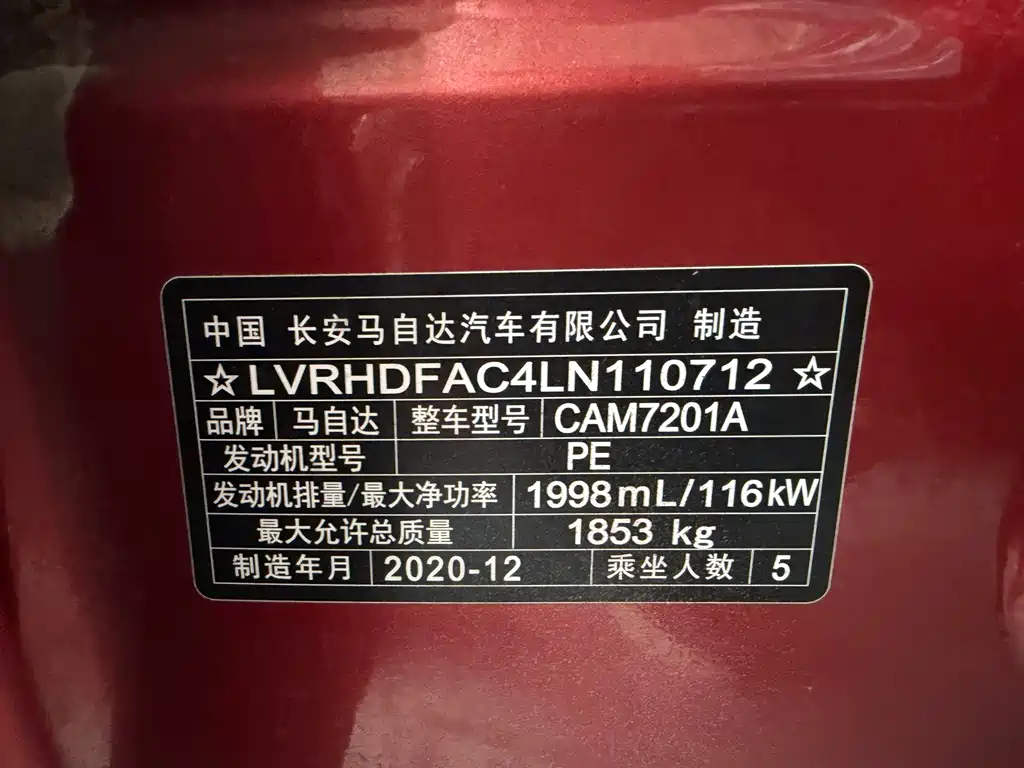 中国 长安马自达汽车有限公司 制造
☆LVRHDFAC4LN110712☆
品牌 马自达 整车型号 CAM7201A
发动机型号 PE
发动机排量/最大净功率 1998mL/116kW
最大允许总质量 1853 kg
制造年月 2020-12 乘坐人数 5